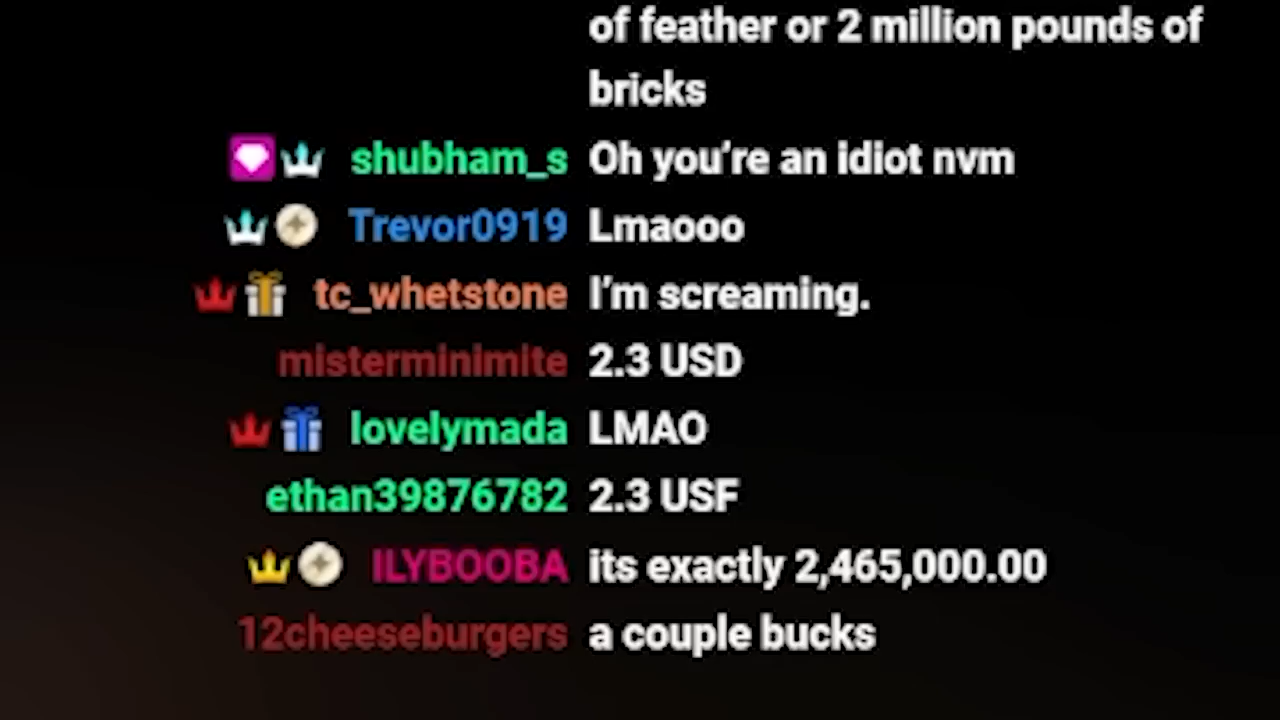 of feather or 2 million pounds of
bricks
shubham_s Oh you're an idiot nvm
Trevor0919 Lmaooo
tc_whetstone I'm screaming.
misterminimite 2.3 USD
lovelymada LMAO
ethan39876782 2.3 USF
ILYBOOBA its exactly 2,465,000.00
12cheeseburgers a couple bucks